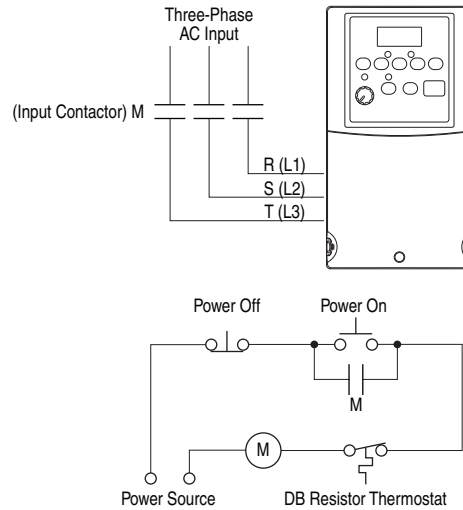 Three-Phase
AC Input
(Input Contactor) M
R (L1)
S (L2)
T (L3)
Power Off
Power On
M
M
Power Source
DB Resistor Thermostat